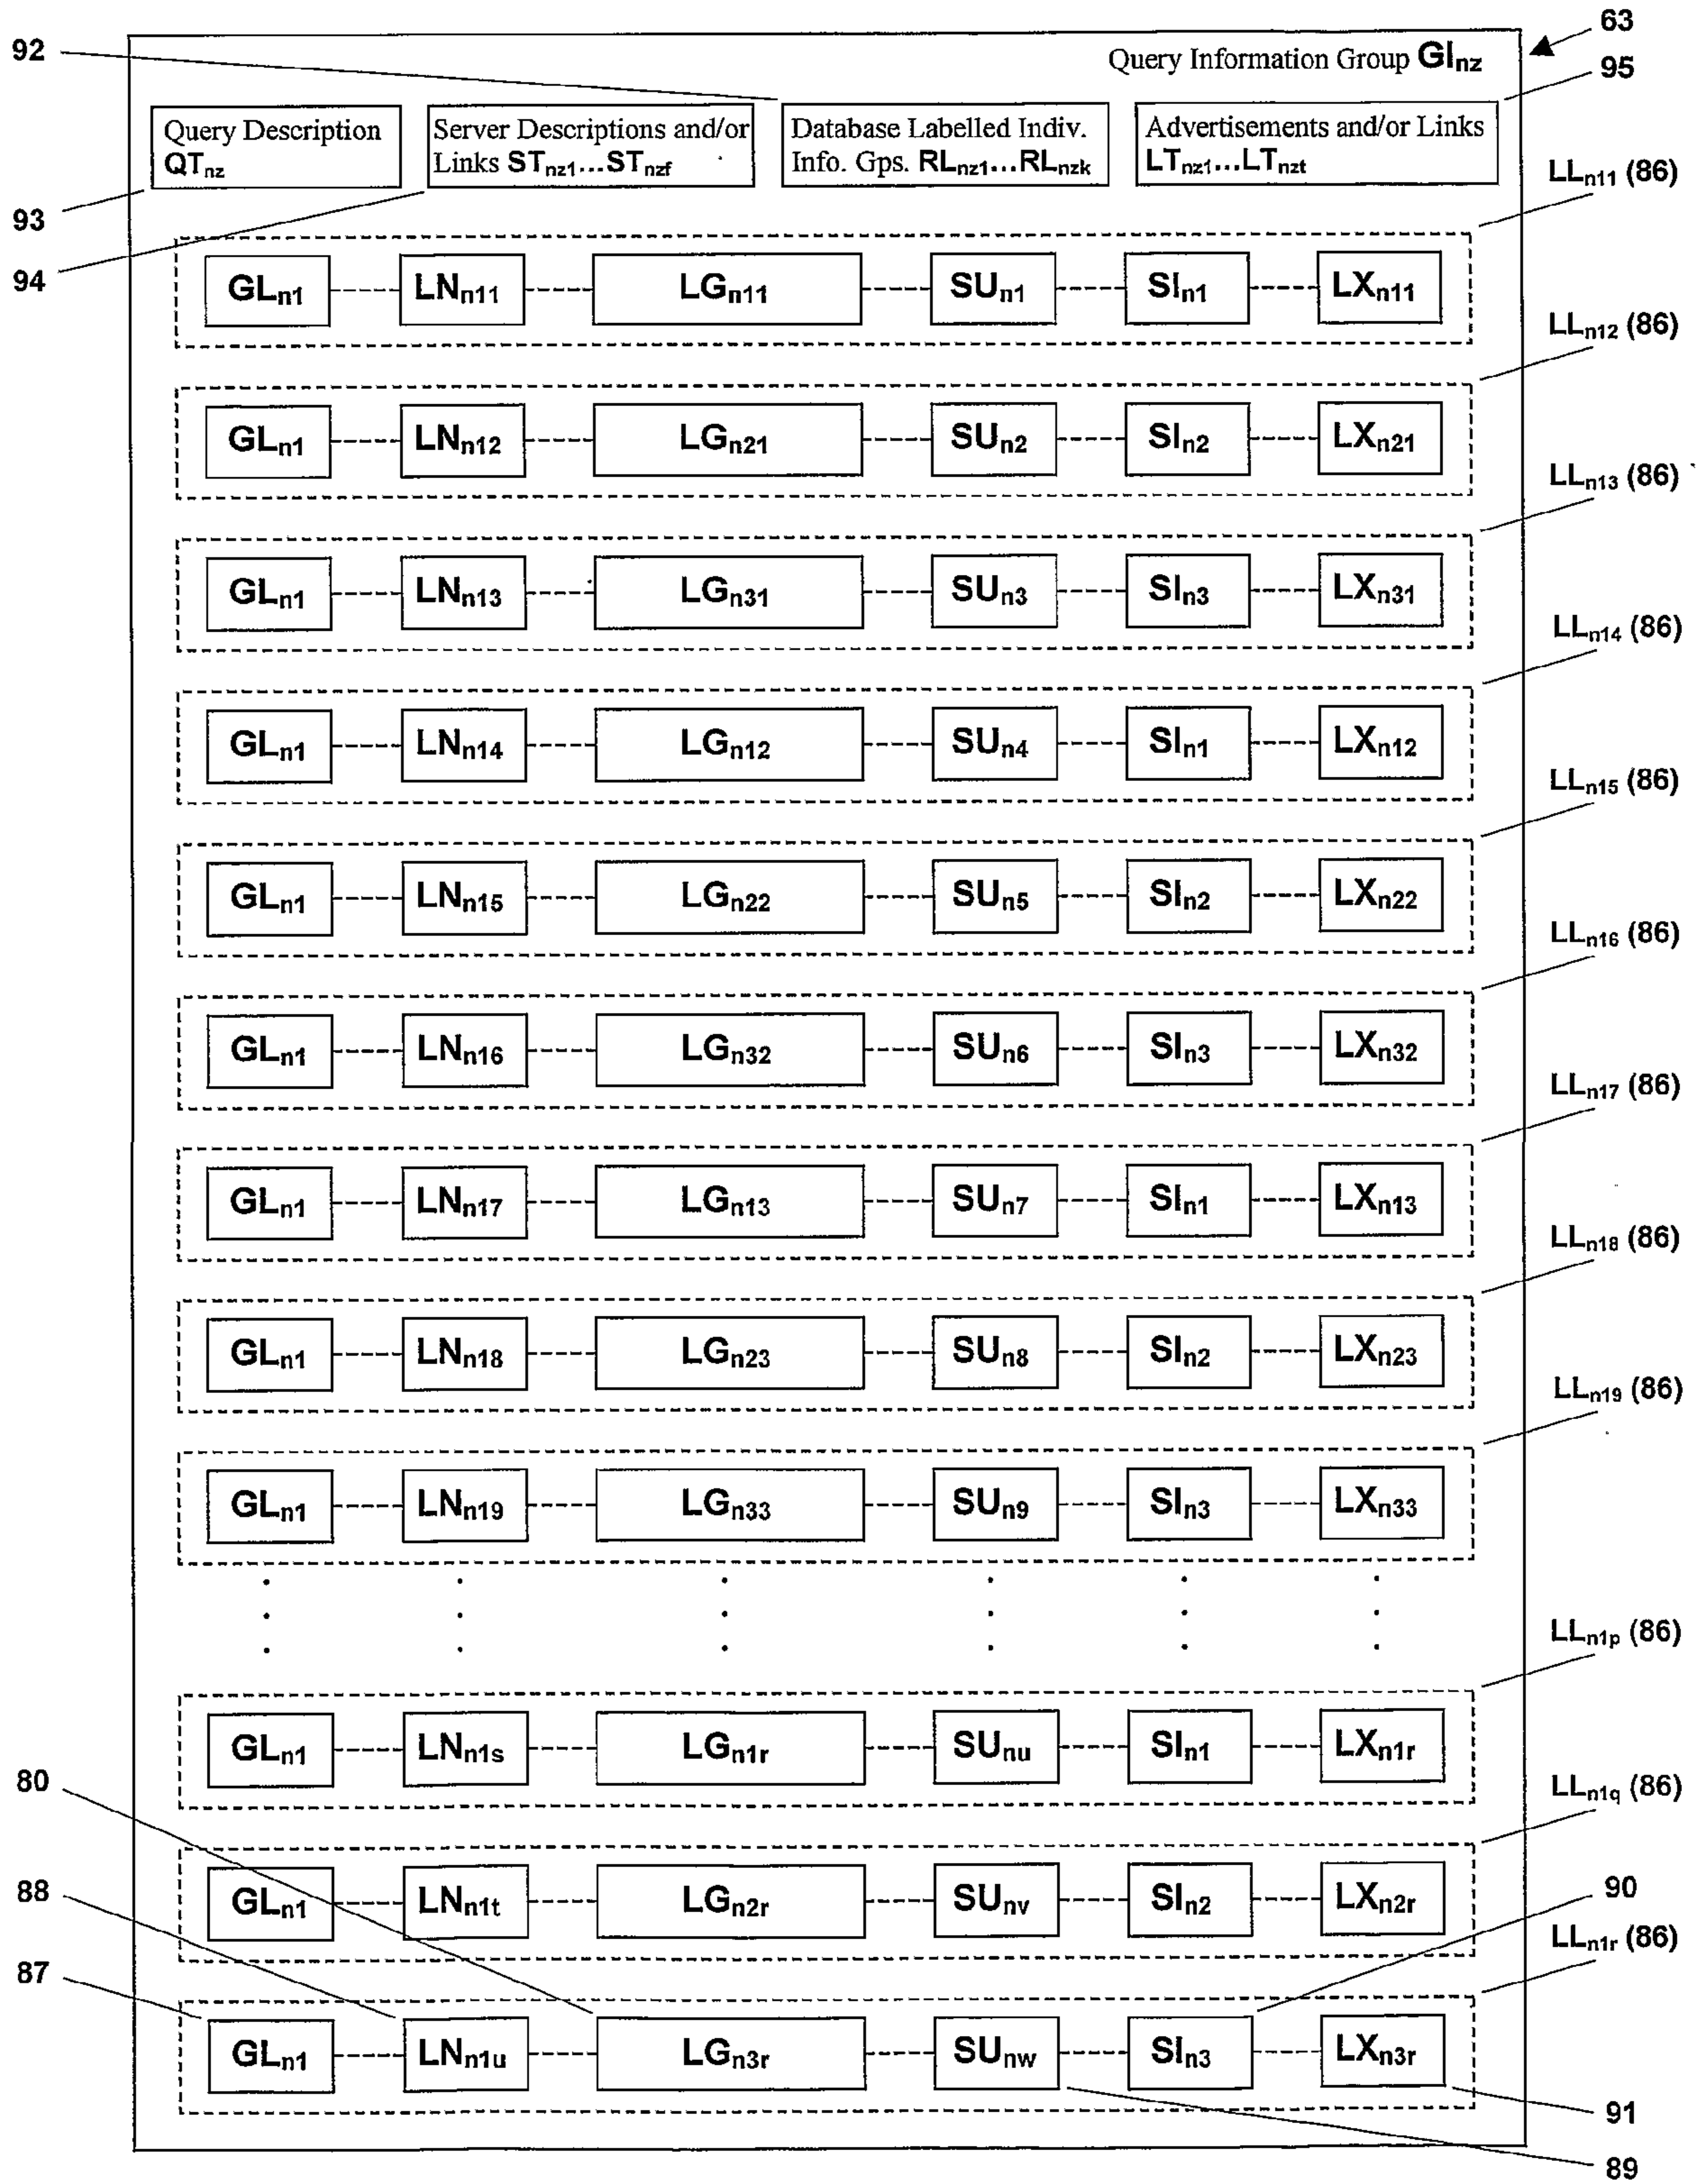 92
63
Query Information Group GInz
95
Query Description
QTnz
Server Descriptions and/or
Links STnz1...STnzf
Database Labelled Indiv.
Info. Gps. RLnz1...RLnzk
Advertisements and/or Links
LTnz1...LTnzt
93
94
LLn11 (86)
GLn1 LNn11 LGn11 SUn1 SIn1 LXn11
LLn12 (86)
GLn1 LNn12 LGn21 SUn2 SIn2 LXn21
LLn13 (86)
GLn1 LNn13 LGn31 SUn3 SIn3 LXn31
LLn14 (86)
GLn1 LNn14 LGn12 SUn4 SIn1 LXn12
LLn15 (86)
GLn1 LNn15 LGn22 SUn5 SIn2 LXn22
LLn16 (86)
GLn1 LNn16 LGn32 SUn6 SIn3 LXn32
LLn17 (86)
GLn1 LNn17 LGn13 SUn7 SIn1 LXn13
LLn18 (86)
GLn1 LNn18 LGn23 SUn8 SIn2 LXn23
LLn19 (86)
GLn1 LNn19 LGn33 SUn9 SIn3 LXn33
LLn1p (86)
GLn1 LNn1s LGn1r SUnu SIn1 LXn1r
80
LLn1q (86)
88
GLn1 LNn1t LGn2r SUnv SIn2 LXn2r
90
LLn1r (86)
87
GLn1 LNn1u LGn3r SUnw SIn3 LXn3r
91
89